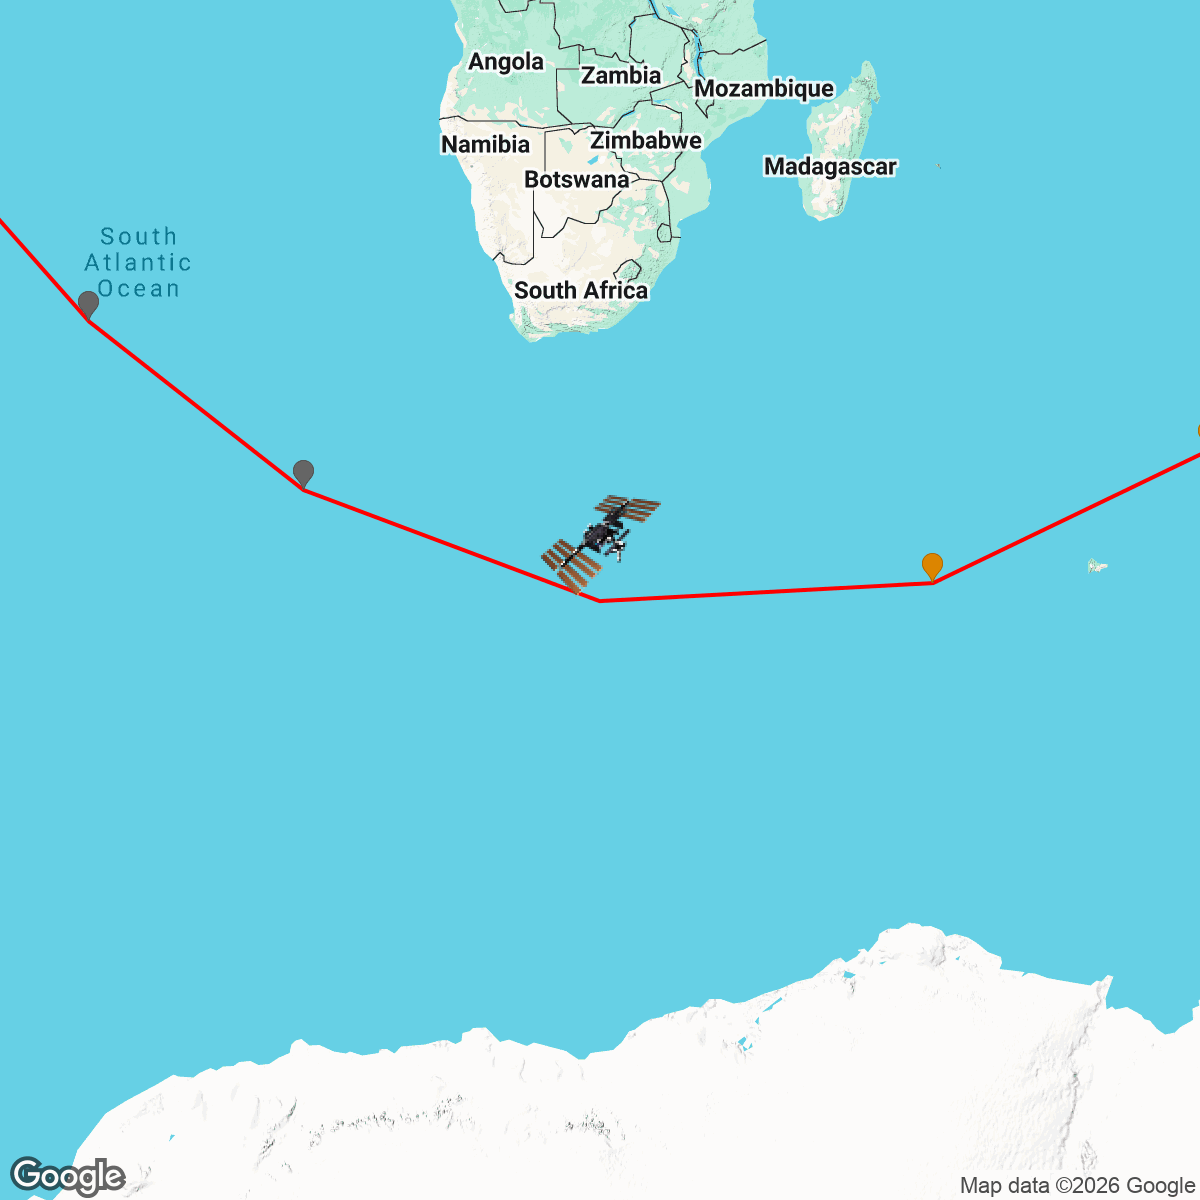 Angola
Zambia
Mozambique
Namibia
Zimbabwe
Botswana
Madagascar
South
Atlantic
Ocean
South Africa
Google
Map data ©2026 Google